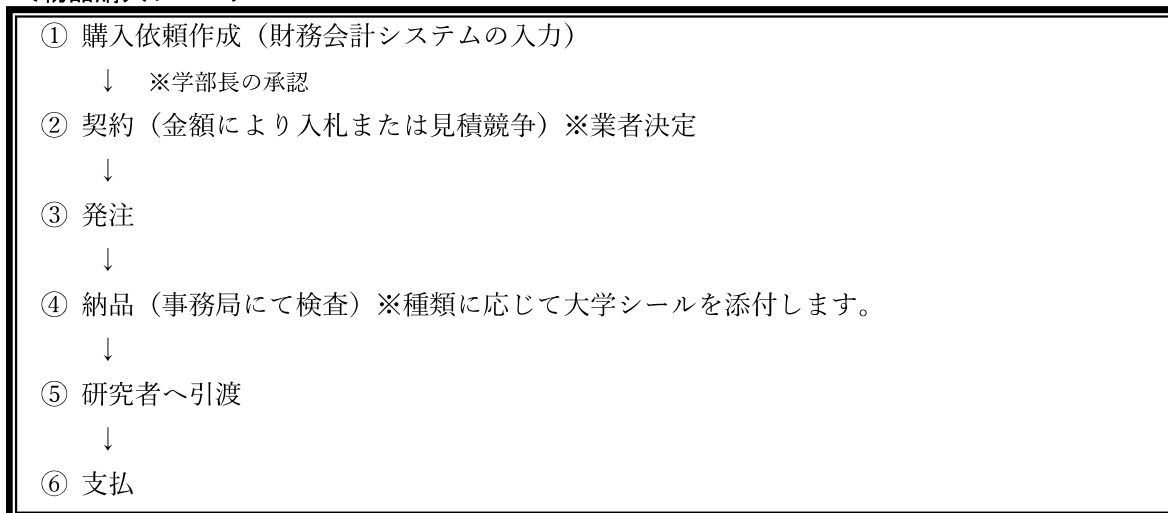 ① 購入依頼作成（財務会計システムの入力）
↓ ※学部長の承認
② 契約（金額により入札または見積競争）※業者決定
↓
③ 発注
↓
④ 納品（事務局にて検査）※種類に応じて大学シールを添付します。
↓
⑤ 研究者へ引渡
↓
⑥ 支払